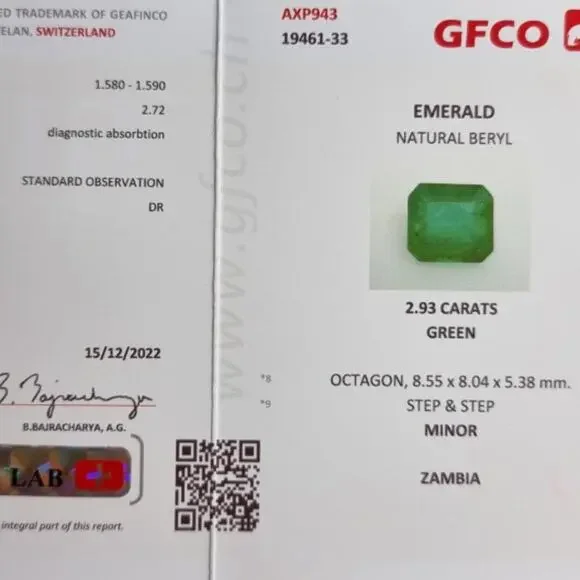 ED TRADEMARK OF GEAFINCO
ELAN, SWITZERLAND
1.580 - 1.590
2.72
diagnostic absorbtion
STANDARD OBSERVATION
DR
15/12/2022
B. Bajracharya
B.BAJRACHARYA, A.G.
LAB
integral part of this report.
www.gfco.ch
AXP943
19461-33
GFCO
EMERALD
NATURAL BERYL
2.93 CARATS
GREEN
*8
OCTAGON, 8.55 x 8.04 x 5.38 mm.
*9
STEP & STEP
MINOR
ZAMBIA